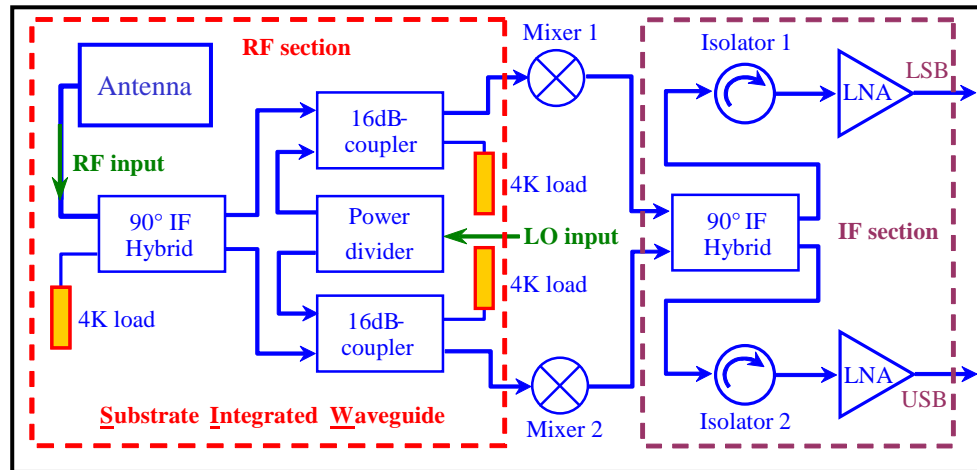 RF section
Antenna
RF input
90° IF
Hybrid
4K load
16dB-
coupler
4K load
Power
divider
LO input
4K load
16dB-
coupler
Substrate Integrated Waveguide
Mixer 1
Mixer 2
Isolator 1
LNA
LSB
90° IF
Hybrid
IF section
Isolator 2
LNA
USB